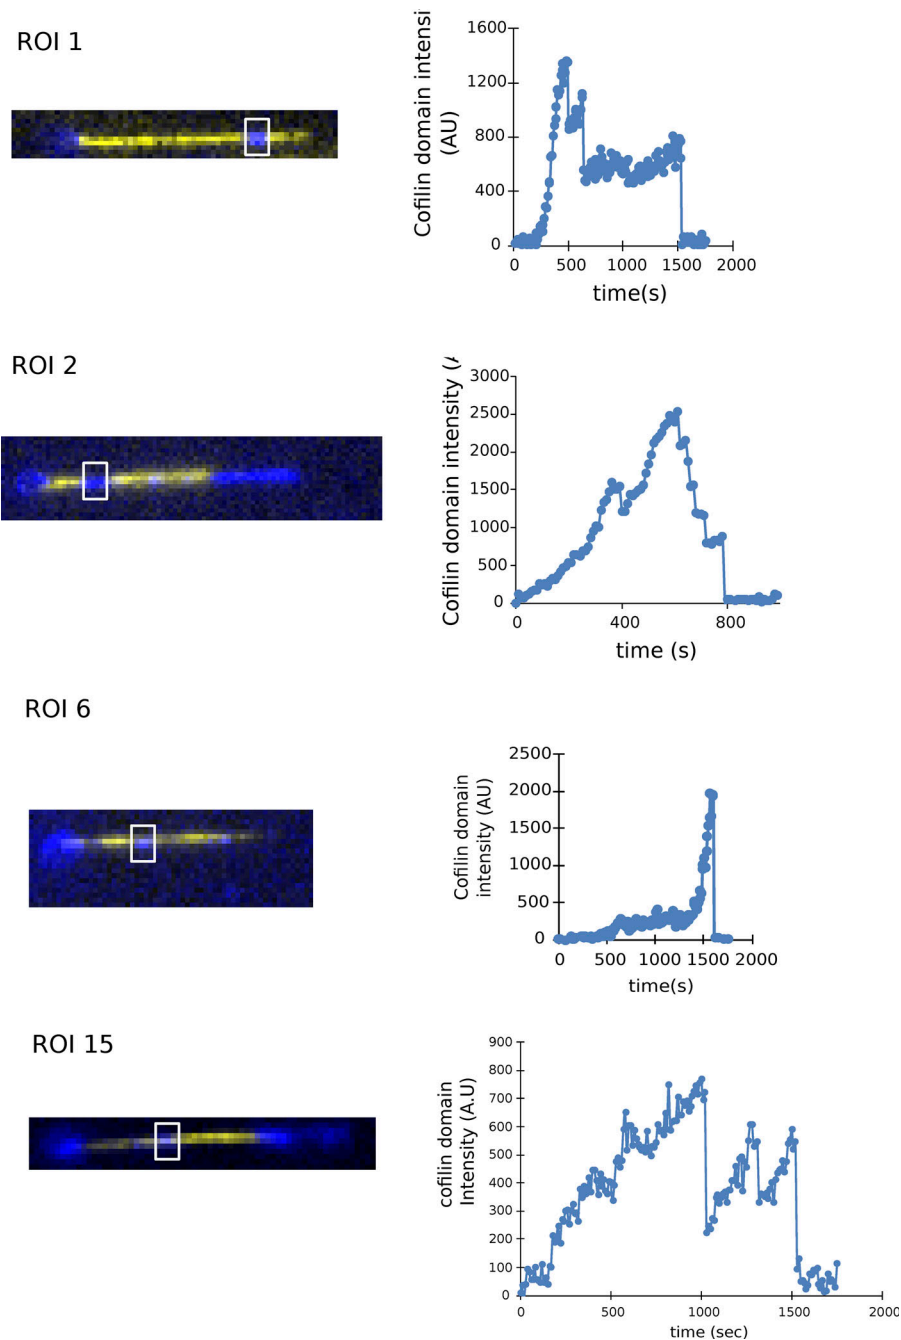 ROI 1
Cofilin domain intensi
(AU)
1600
1200
800
400
0
0 500 1000 1500 2000
time(s)
ROI 2
Cofilin domain intensity (
3000
2500
2000
1500
1000
500
0
0 400 800
time (s)
ROI 6
Cofilin domain
intensity (AU)
2500
2000
1500
1000
500
0
0 500 1000 1500 2000
time(s)
ROI 15
cofilin domain
Intensity (A.U)
900
800
700
600
500
400
300
200
100
0
0 500 1000 1500 2000
time (sec)